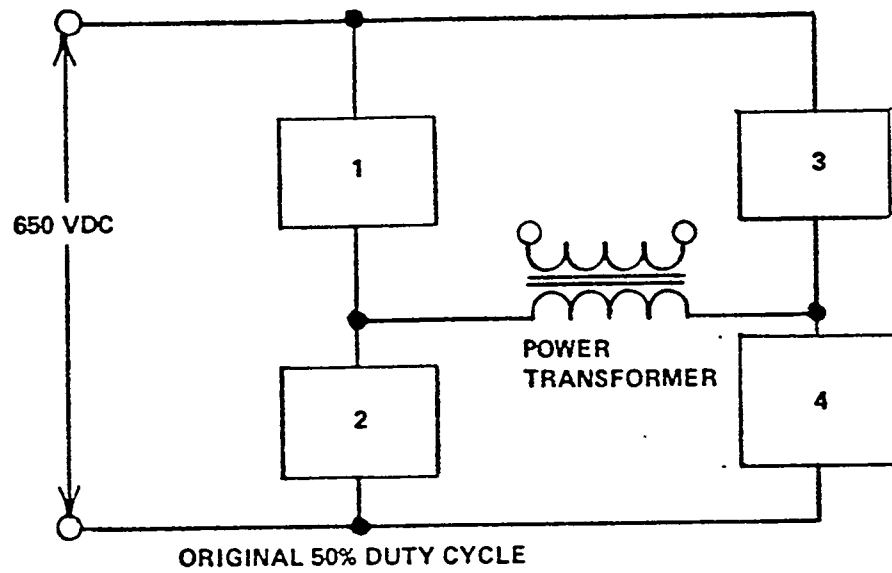 1
3
650 VDC
POWER
TRANSFORMER
2
4
ORIGINAL 50% DUTY CYCLE